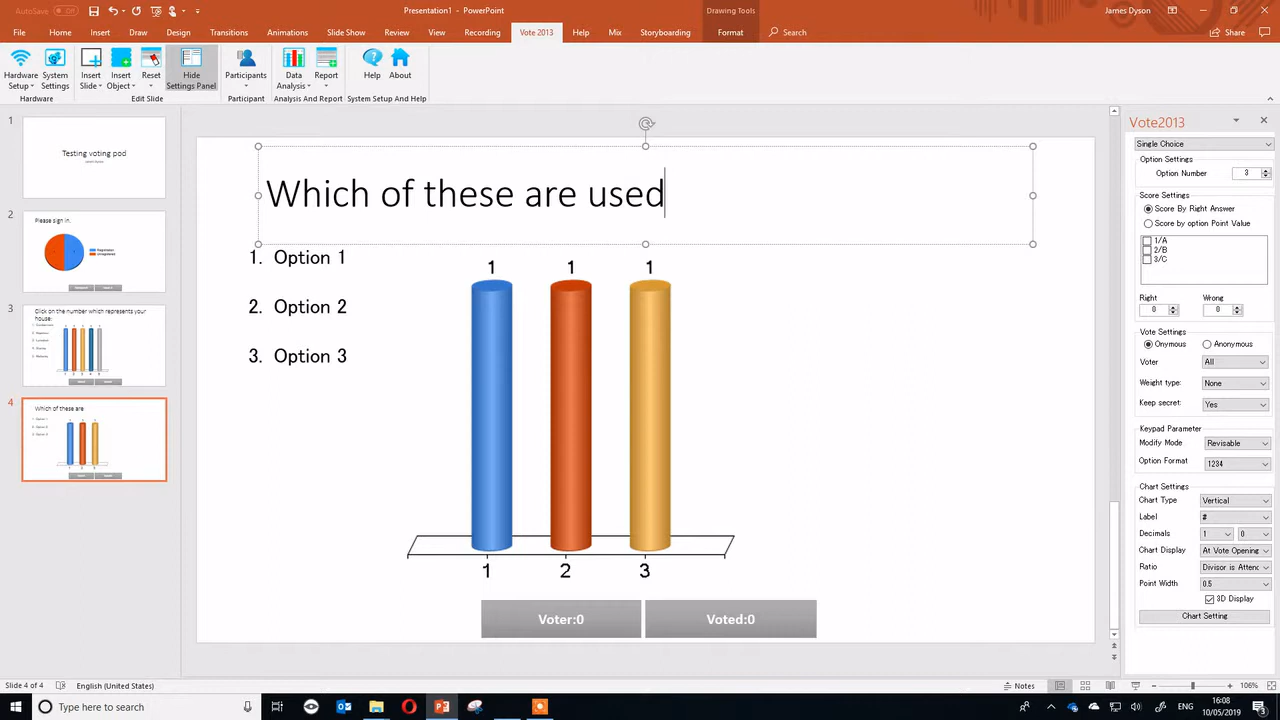 Presentation1 - PowerPoint
Drawing Tools
James Dyson
File Home Insert Draw Design Transitions Animations Slide Show Review View Recording Vote 2013 Help Mix Storyboarding Format Search Share
Hardware Setup
System Settings
Insert Slide
Insert Object
Reset
Hide Settings Panel
Participants
Data Analysis
Report
Help
About
Hardware
Edit Slide
Participant
Analysis And Report
System Setup And Help
1
Testing voting pod
2
Please sign in.
3
Click on the number which represents your house:
4
Which of these are
Which of these are used
1. Option 1
2. Option 2
3. Option 3
1 1 1
1 2 3
Voter:0
Voted:0
Vote2013
Single Choice
Option Settings
Option Number 3
Score Settings
Score By Right Answer
Score by option Point Value
1/A
2/B
3/C
Right Wrong
0 0
Vote Settings
Onymous Anonymous
Voter All
Weight type: None
Keep secret: Yes
Keypad Parameter
Modify Mode Revisable
Option Format 1234
Chart Settings
Chart Type Vertical
Label #
Decimals 1 0
Chart Display At Vote Opening
Ratio Divisor is Attenc
Point Width 0.5
3D Display
Chart Setting
Slide 4 of 4 English (United States) Notes 106%
Type here to search
16:08:19
10/05/2019